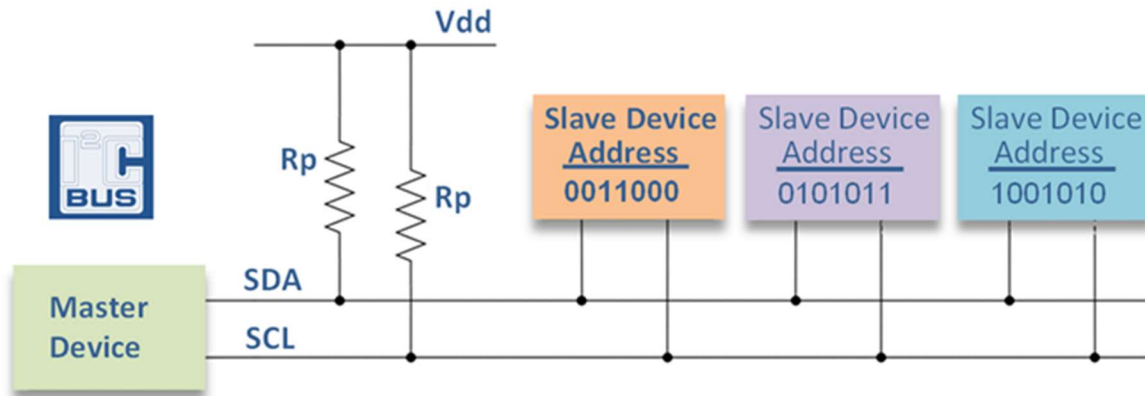 Vdd
I²C
BUS
Rp
Rp
Slave Device
Address
0011000
Slave Device
Address
0101011
Slave Device
Address
1001010
SDA
SCL
Master
Device